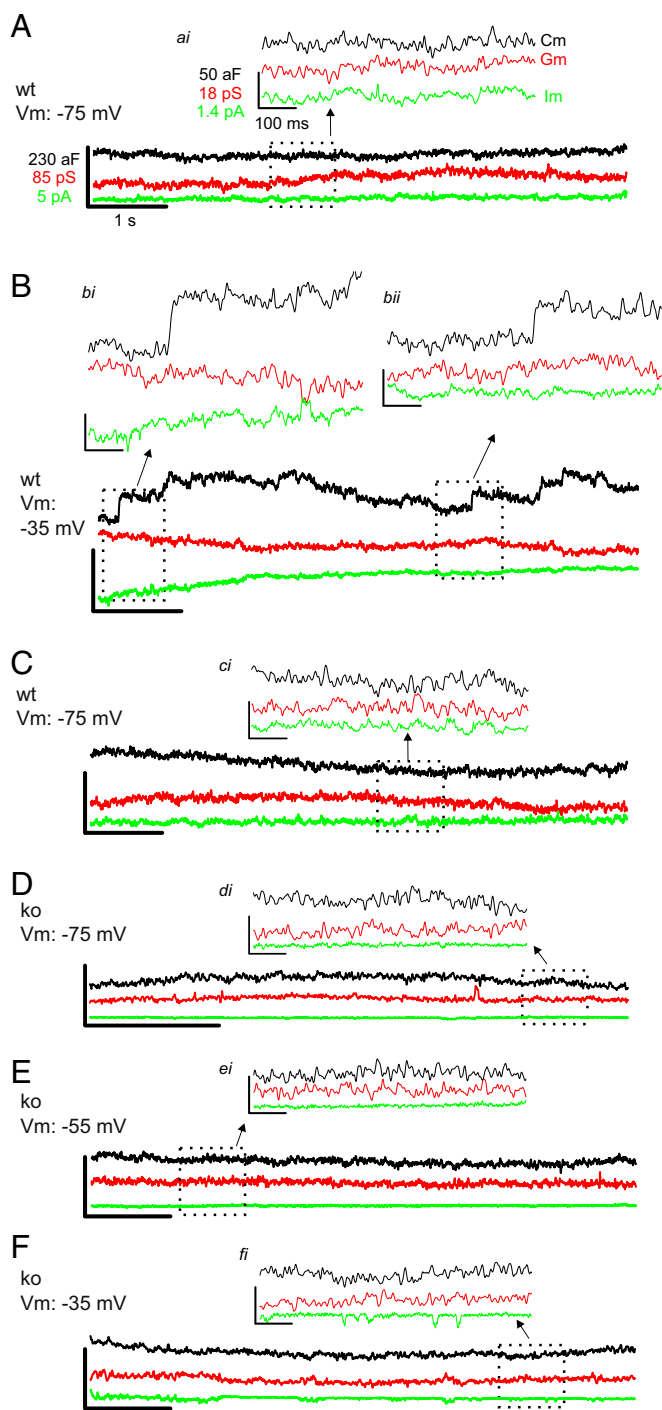 A
ai
Cm
Gm
Im
50 aF
18 pS
1.4 pA
100 ms
wt
Vm: -75 mV
230 aF
85 pS
5 pA
1 s
B
bi
bii
wt
Vm:
-35 mV
C
ci
wt
Vm: -75 mV
D
di
ko
Vm: -75 mV
E
ei
ko
Vm: -55 mV
F
fi
ko
Vm: -35 mV